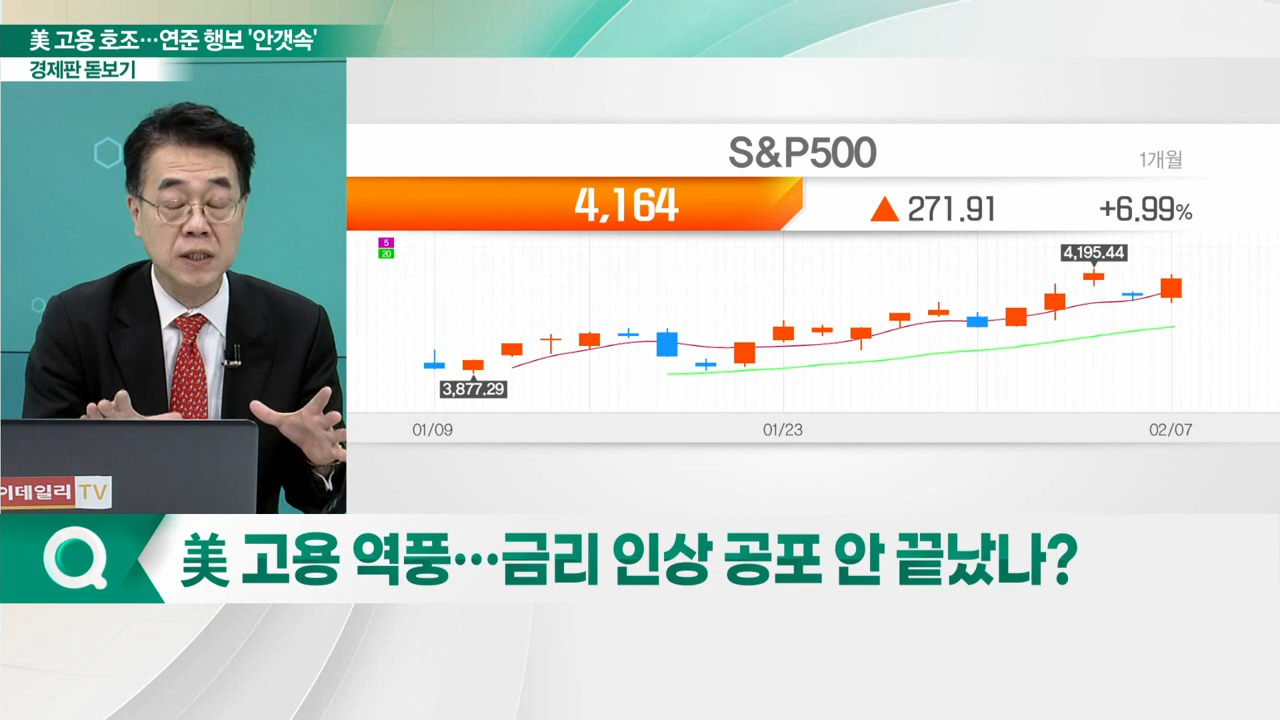 美 고용 호조…연준 행보 '안갯속'
경제판 돋보기
S&P500
1개월
4,164
▲ 271.91
+6.99%
5
20
4,195.44
3,877.29
01/09
01/23
02/07
이데일리 TV
美 고용 역풍…금리 인상 공포 안 끝났나?